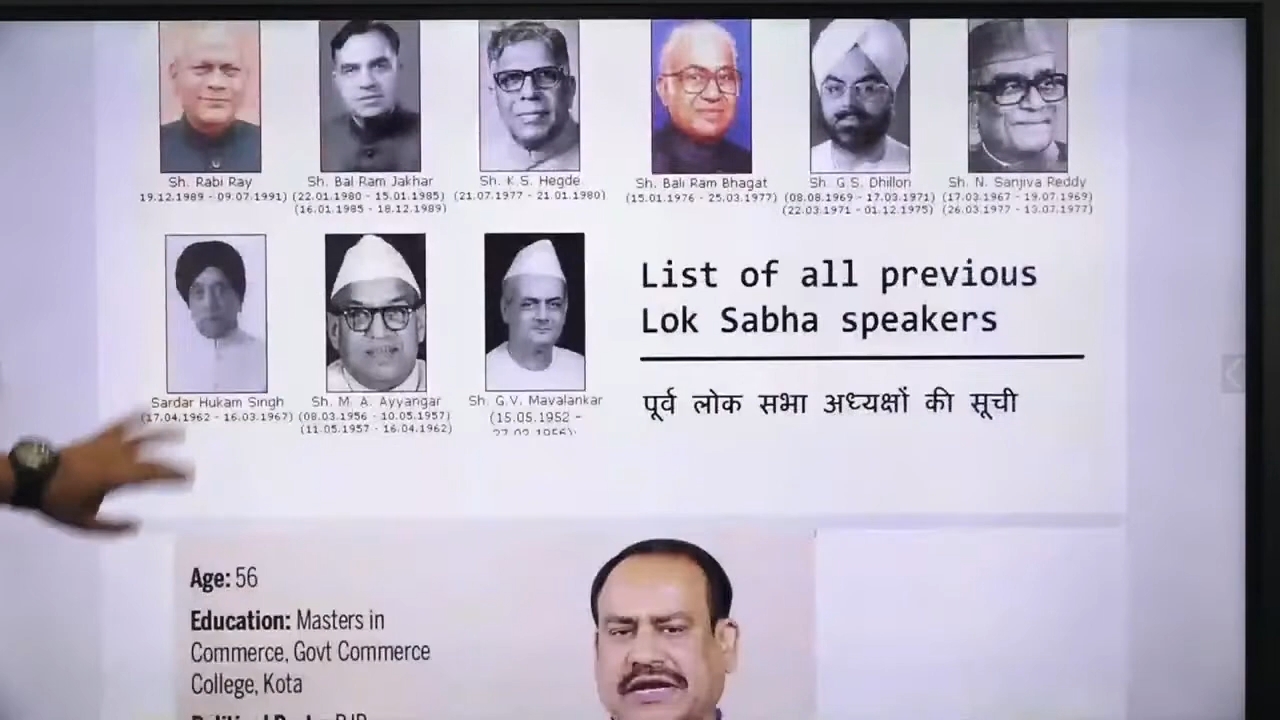 Sh. Rabi Ray
19.12.1989 - 09.07.1991)
Sh. Bal Ram Jakhar
(22.01.1980 - 15.01.1985)
(16.01.1985 - 18.12.1989)
Sh. K.S. Hegde
(21.07.1977 - 21.01.1980)
Sh. Bali Ram Bhagat
(15.01.1976 - 25.03.1977)
Sh. G.S. Dhillon
(08.08.1969 - 17.03.1971)
(22.03.1971 - 01.12.1975)
Sh. N. Sanjiva Reddy
(17.03.1967 - 19.07.1969)
(26.03.1977 - 13.07.1977)
Sardar Hukam Singh
(17.04.1962 - 16.03.1967)
Sh. M. A. Ayyangar
(08.03.1956 - 10.05.1957)
(11.05.1957 - 16.04.1962)
Sh. G.V. Mavalankar
(15.05.1952 -
27.02.1956)
List of all previous
Lok Sabha speakers
पूर्व लोक सभा अध्यक्षों की सूची
Age: 56
Education: Masters in
Commerce, Govt Commerce
College, Kota